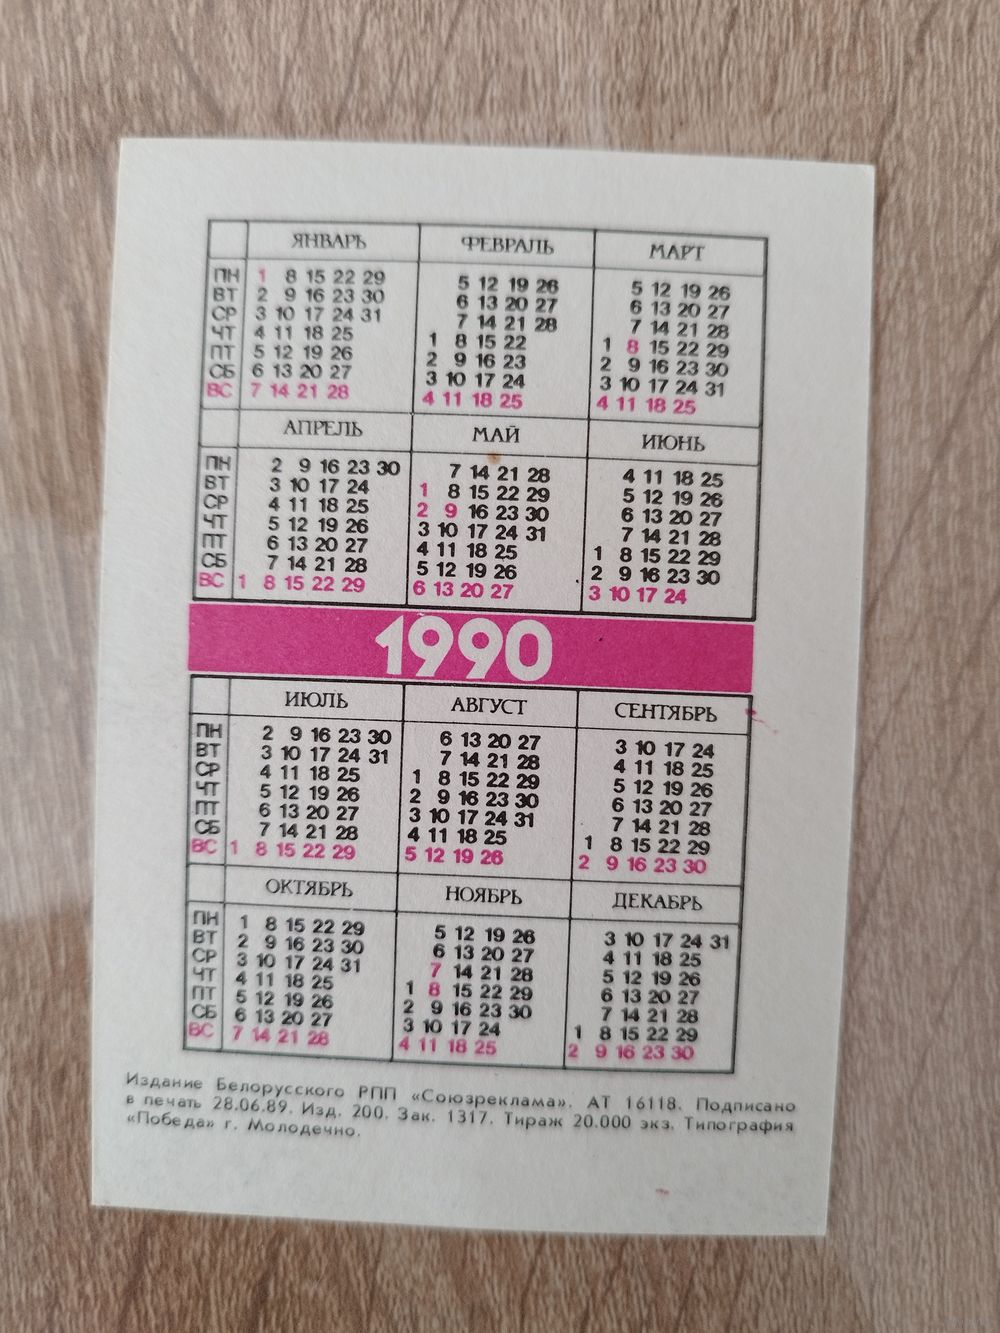 ЯНВАРЬ ФЕВРАЛЬ МАРТ
ПН 1 8 15 22 29 5 12 19 26 5 12 19 26
ВТ 2 9 16 23 30 6 13 20 27 6 13 20 27
СР 3 10 17 24 31 7 14 21 28 7 14 21 28
ЧТ 4 11 18 25 1 8 15 22 1 8 15 22 29
ПТ 5 12 19 26 2 9 16 23 2 9 16 23 30
СБ 6 13 20 27 3 10 17 24 3 10 17 24 31
ВС 7 14 21 28 4 11 18 25 4 11 18 25
АПРЕЛЬ МАЙ ИЮНЬ
ПН 2 9 16 23 30 7 14 21 28 4 11 18 25
ВТ 3 10 17 24 1 8 15 22 29 5 12 19 26
СР 4 11 18 25 2 9 16 23 30 6 13 20 27
ЧТ 5 12 19 26 3 10 17 24 31 7 14 21 28
ПТ 6 13 20 27 4 11 18 25 1 8 15 22 29
СБ 7 14 21 28 5 12 19 26 2 9 16 23 30
ВС 1 8 15 22 29 6 13 20 27 3 10 17 24
1990
ИЮЛЬ АВГУСТ СЕНТЯБРЬ
ПН 2 9 16 23 30 6 13 20 27 3 10 17 24
ВТ 3 10 17 24 31 7 14 21 28 4 11 18 25
СР 4 11 18 25 1 8 15 22 29 5 12 19 26
ЧТ 5 12 19 26 2 9 16 23 30 6 13 20 27
ПТ 6 13 20 27 3 10 17 24 31 7 14 21 28
СБ 7 14 21 28 4 11 18 25 1 8 15 22 29
ВС 1 8 15 22 29 5 12 19 26 2 9 16 23 30
ОКТЯБРЬ НОЯБРЬ ДЕКАБРЬ
ПН 1 8 15 22 29 5 12 19 26 3 10 17 24 31
ВТ 2 9 16 23 30 6 13 20 27 4 11 18 25
СР 3 10 17 24 31 7 14 21 28 5 12 19 26
ЧТ 4 11 18 25 1 8 15 22 29 6 13 20 27
ПТ 5 12 19 26 2 9 16 23 30 7 14 21 28
СБ 6 13 20 27 3 10 17 24 1 8 15 22 29
ВС 7 14 21 28 4 11 18 25 2 9 16 23 30
Издание Белорусского РПП «Союзреклама». АТ 16118. Подписано
в печать 28.06.89. Изд. 200. Зак. 1317. Тираж 20.000 экз. Типография
«Победа» г. Молодечно.